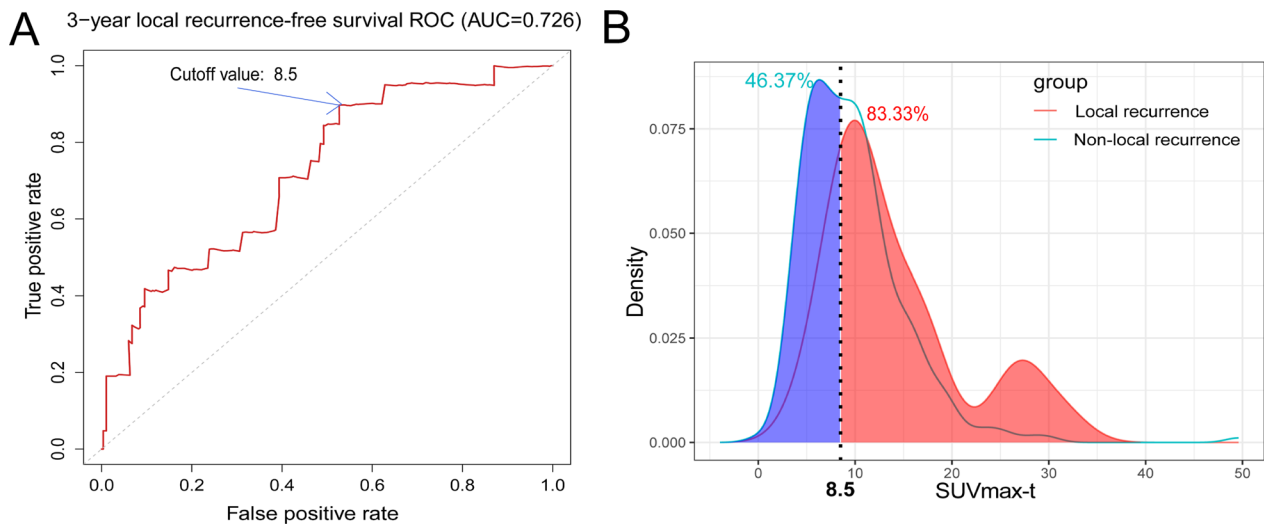 A
3−year local recurrence-free survival ROC (AUC=0.726)
Cutoff value: 8.5
True positive rate
1.0
0.8
0.6
0.4
0.2
0.0
0.0 0.2 0.4 0.6 0.8 1.0
False positive rate
B
46.37%
83.33%
group
Local recurrence
Non-local recurrence
Density
0.075
0.050
0.025
0.000
0 10 20 30 40 50
8.5
SUVmax-t